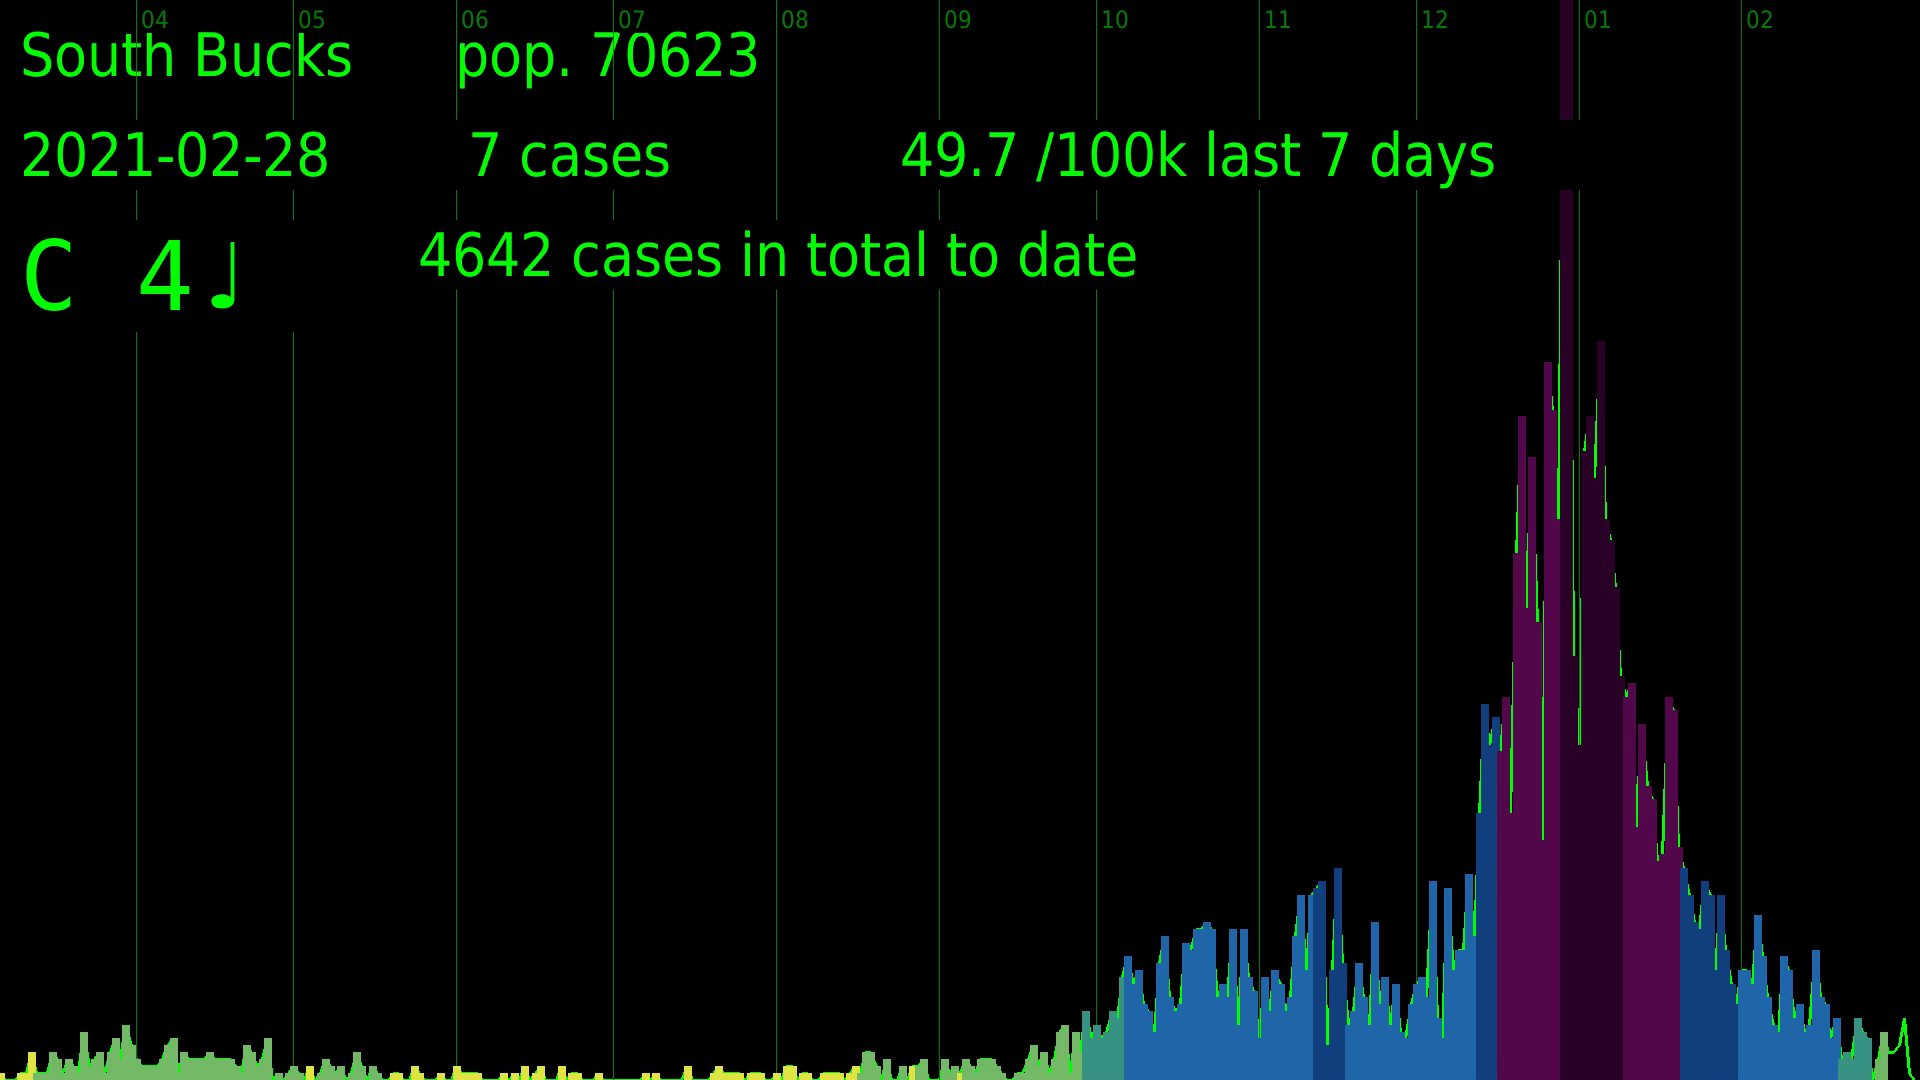 04 05 06 07 08 09 10 11 12 01 02
South Bucks pop. 70623
2021-02-28 7 cases 49.7 /100k last 7 days
C 4♩ 4642 cases in total to date